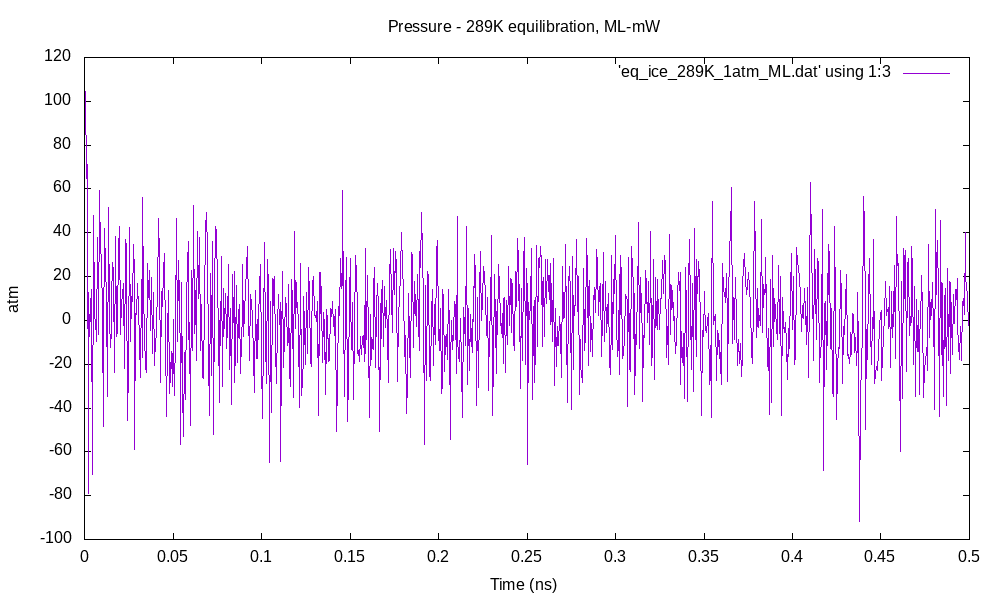 Pressure - 289K equilibration, ML-mW
'eq_ice_289K_1atm_ML.dat' using 1:3
120
100
80
60
40
20
0
-20
-40
-60
-80
-100
atm
0 0.05 0.1 0.15 0.2 0.25 0.3 0.35 0.4 0.45 0.5
Time (ns)